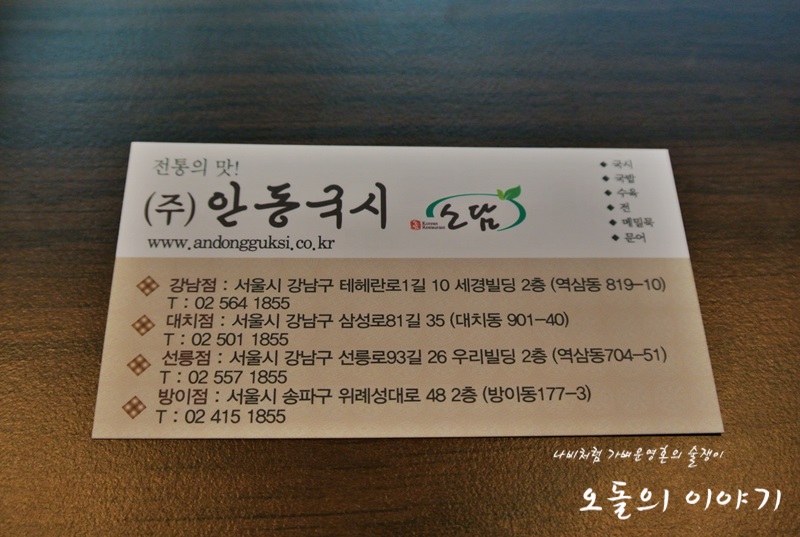 전통의 맛!
(주) 안동국시 소담
www.andongguksi.co.kr
◆ 국시
◆ 국밥
◆ 수육
◆ 전
◆ 메밀묵
◆ 문어
강남점 : 서울시 강남구 테헤란로1길 10 세경빌딩 2층 (역삼동 819-10)
T : 02 564 1855
대치점 : 서울시 강남구 삼성로81길 35 (대치동 901-40)
T : 02 501 1855
선릉점 : 서울시 강남구 선릉로93길 26 우리빌딩 2층 (역삼동704-51)
T : 02 557 1855
방이점 : 서울시 송파구 위례성대로 48 2층 (방이동177-3)
T : 02 415 1855
나비처럼 가벼운영혼의 술쟁이
오돌의 이야기